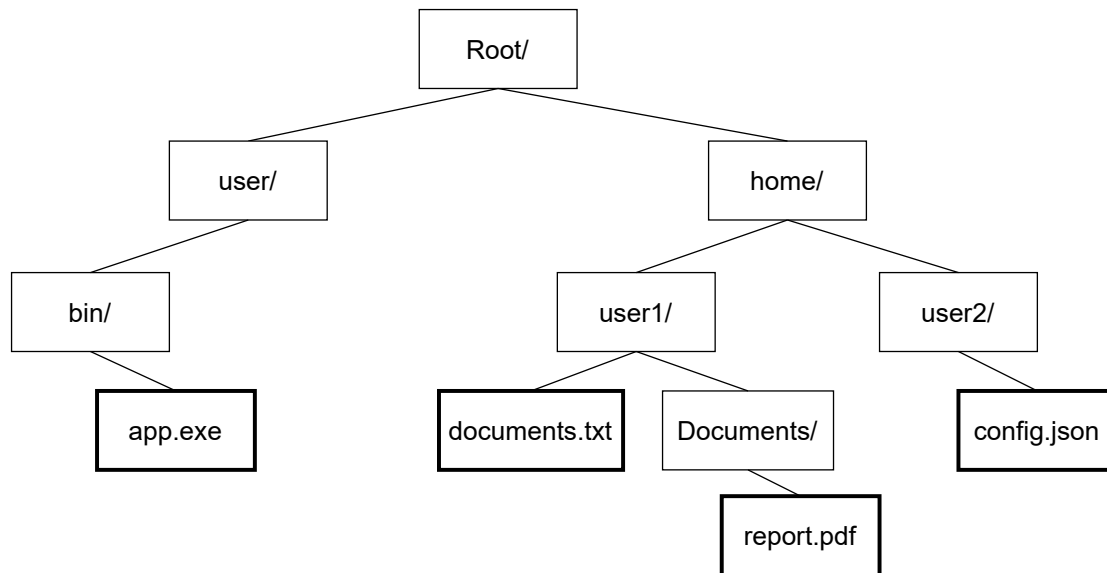 Root/
user/
home/
bin/
user1/
user2/
app.exe
documents.txt
Documents/
config.json
report.pdf